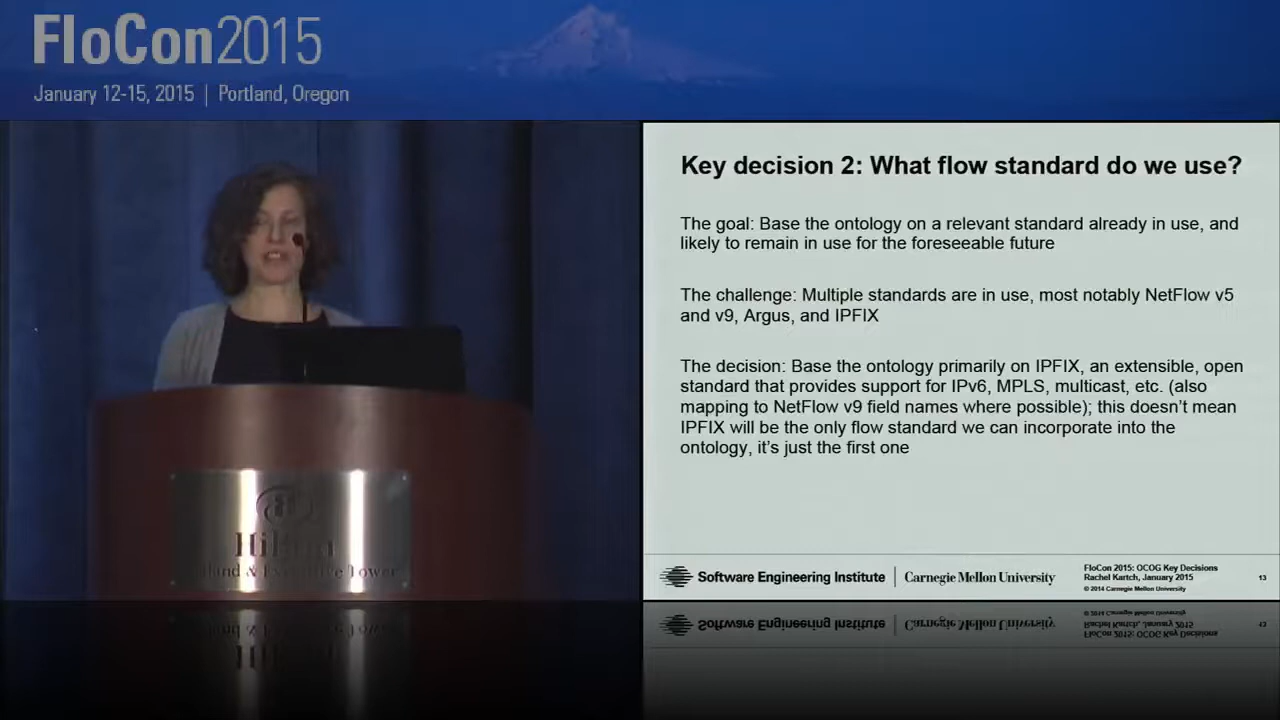 FloCon2015
January 12-15, 2015 | Portland, Oregon
Key decision 2: What flow standard do we use?
The goal: Base the ontology on a relevant standard already in use, and
likely to remain in use for the foreseeable future
The challenge: Multiple standards are in use, most notably NetFlow v5
and v9, Argus, and IPFIX
The decision: Base the ontology primarily on IPFIX, an extensible, open
standard that provides support for IPv6, MPLS, multicast, etc. (also
mapping to NetFlow v9 field names where possible); this doesn't mean
IPFIX will be the only flow standard we can incorporate into the
ontology, it's just the first one
Hilton
& Executive Tower
Software Engineering Institute | Carnegie Mellon University
FloCon 2015: OCOG Key Decisions
Rachel Kartch, January 2015
© 2014 Carnegie Mellon University
13